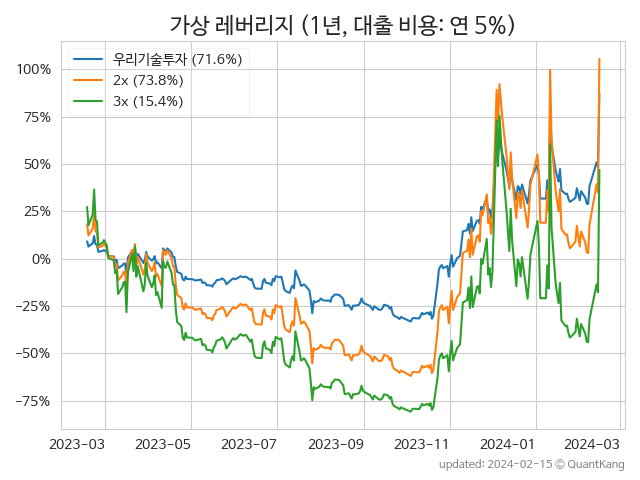 가상 레버리지 (1년, 대출 비용: 연 5%)
우리기술투자 (71.6%)
2x (73.8%)
3x (15.4%)
100%
75%
50%
25%
0%
−25%
−50%
−75%
2023-03 2023-05 2023-07 2023-09 2023-11 2024-01 2024-03
updated: 2024-02-15 © QuantKang